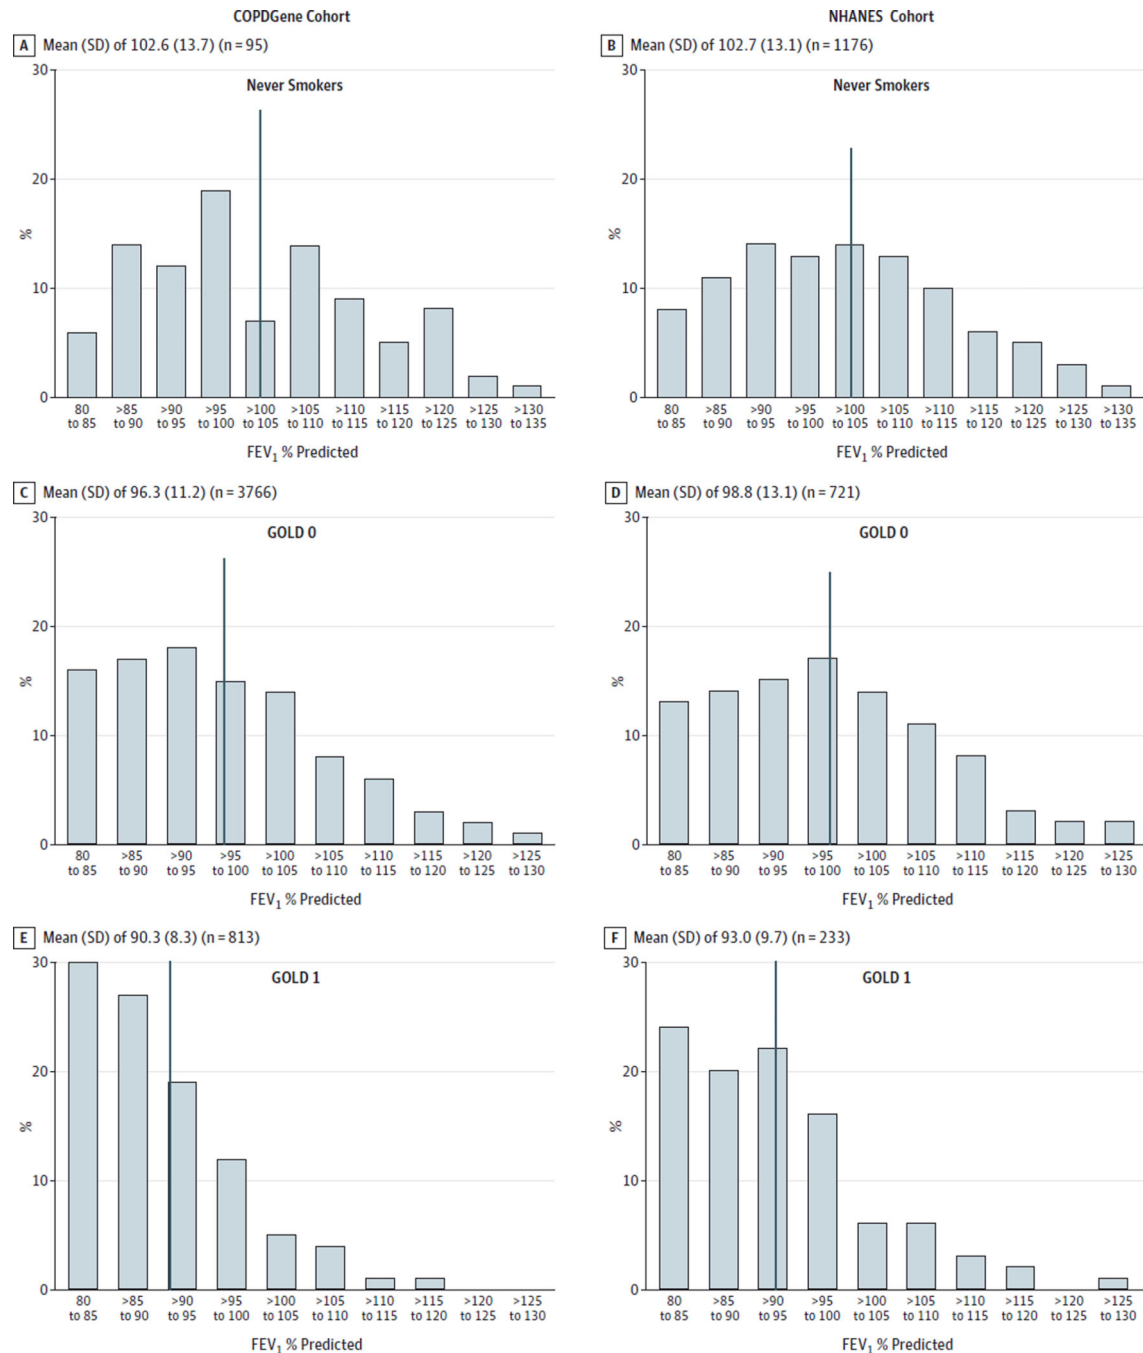 COPDGene Cohort
NHANES Cohort
A Mean (SD) of 102.6 (13.7) (n = 95)
30
20
10
0
%
Never Smokers
80 to 85
>85 to 90
>90 to 95
>95 to 100
>100 to 105
>105 to 110
>110 to 115
>115 to 120
>120 to 125
>125 to 130
>130 to 135
FEV1 % Predicted
B Mean (SD) of 102.7 (13.1) (n = 1176)
30
20
10
0
%
Never Smokers
80 to 85
>85 to 90
>90 to 95
>95 to 100
>100 to 105
>105 to 110
>110 to 115
>115 to 120
>120 to 125
>125 to 130
>130 to 135
FEV1 % Predicted
C Mean (SD) of 96.3 (11.2) (n = 3766)
30
20
10
0
%
GOLD 0
80 to 85
>85 to 90
>90 to 95
>95 to 100
>100 to 105
>105 to 110
>110 to 115
>115 to 120
>120 to 125
>125 to 130
FEV1 % Predicted
D Mean (SD) of 98.8 (13.1) (n = 721)
30
20
10
0
%
GOLD 0
80 to 85
>85 to 90
>90 to 95
>95 to 100
>100 to 105
>105 to 110
>110 to 115
>115 to 120
>120 to 125
>125 to 130
FEV1 % Predicted
E Mean (SD) of 90.3 (8.3) (n = 813)
30
20
10
0
%
GOLD 1
80 to 85
>85 to 90
>90 to 95
>95 to 100
>100 to 105
>105 to 110
>110 to 115
>115 to 120
>120 to 125
>125 to 130
FEV1 % Predicted
F Mean (SD) of 93.0 (9.7) (n = 233)
30
20
10
0
%
GOLD 1
80 to 85
>85 to 90
>90 to 95
>95 to 100
>100 to 105
>105 to 110
>110 to 115
>115 to 120
>120 to 125
>125 to 130
FEV1 % Predicted